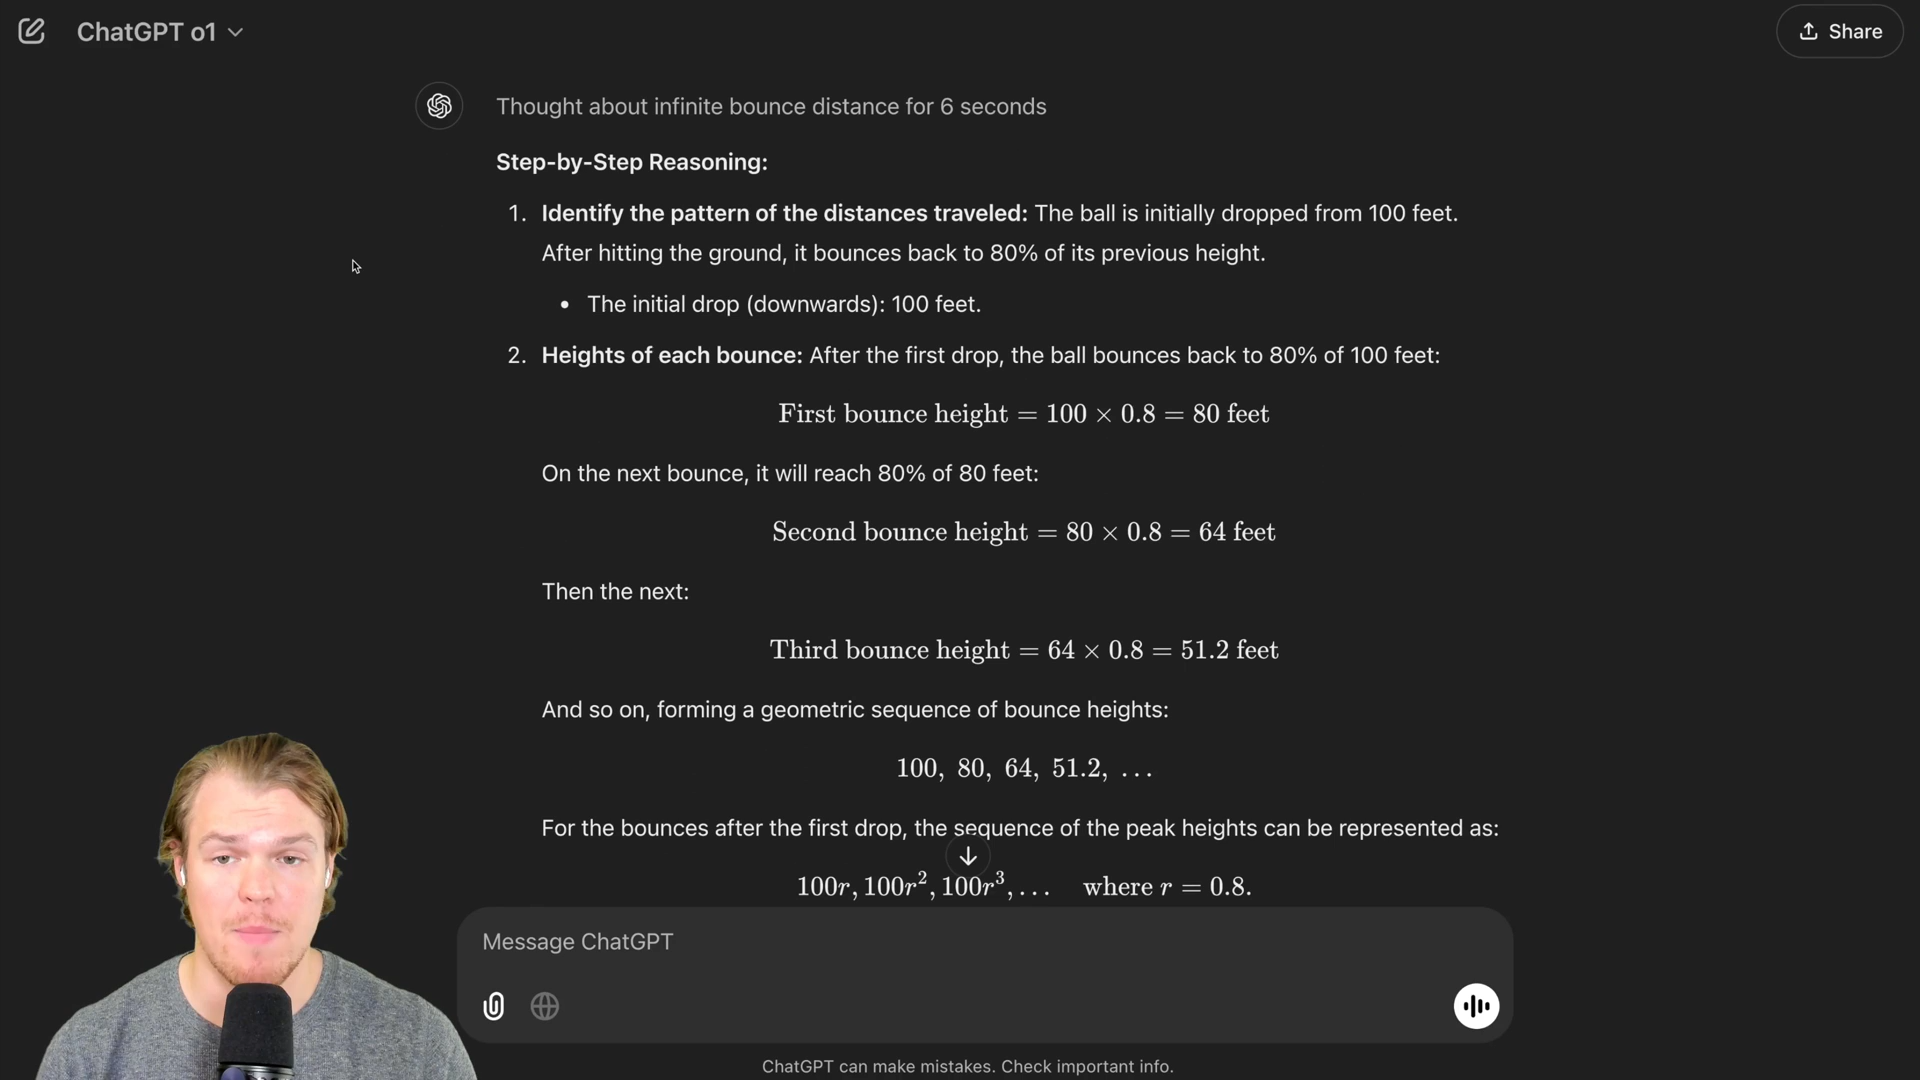 ChatGPT o1
Share
Thought about infinite bounce distance for 6 seconds
Step-by-Step Reasoning:
1. Identify the pattern of the distances traveled: The ball is initially dropped from 100 feet.
After hitting the ground, it bounces back to 80% of its previous height.
• The initial drop (downwards): 100 feet.
2. Heights of each bounce: After the first drop, the ball bounces back to 80% of 100 feet:
First bounce height = 100 × 0.8 = 80 feet
On the next bounce, it will reach 80% of 80 feet:
Second bounce height = 80 × 0.8 = 64 feet
Then the next:
Third bounce height = 64 × 0.8 = 51.2 feet
And so on, forming a geometric sequence of bounce heights:
100, 80, 64, 51.2, ...
For the bounces after the first drop, the sequence of the peak heights can be represented as:
100r, 100r², 100r³, ... where r = 0.8.
Message ChatGPT
ChatGPT can make mistakes. Check important info.